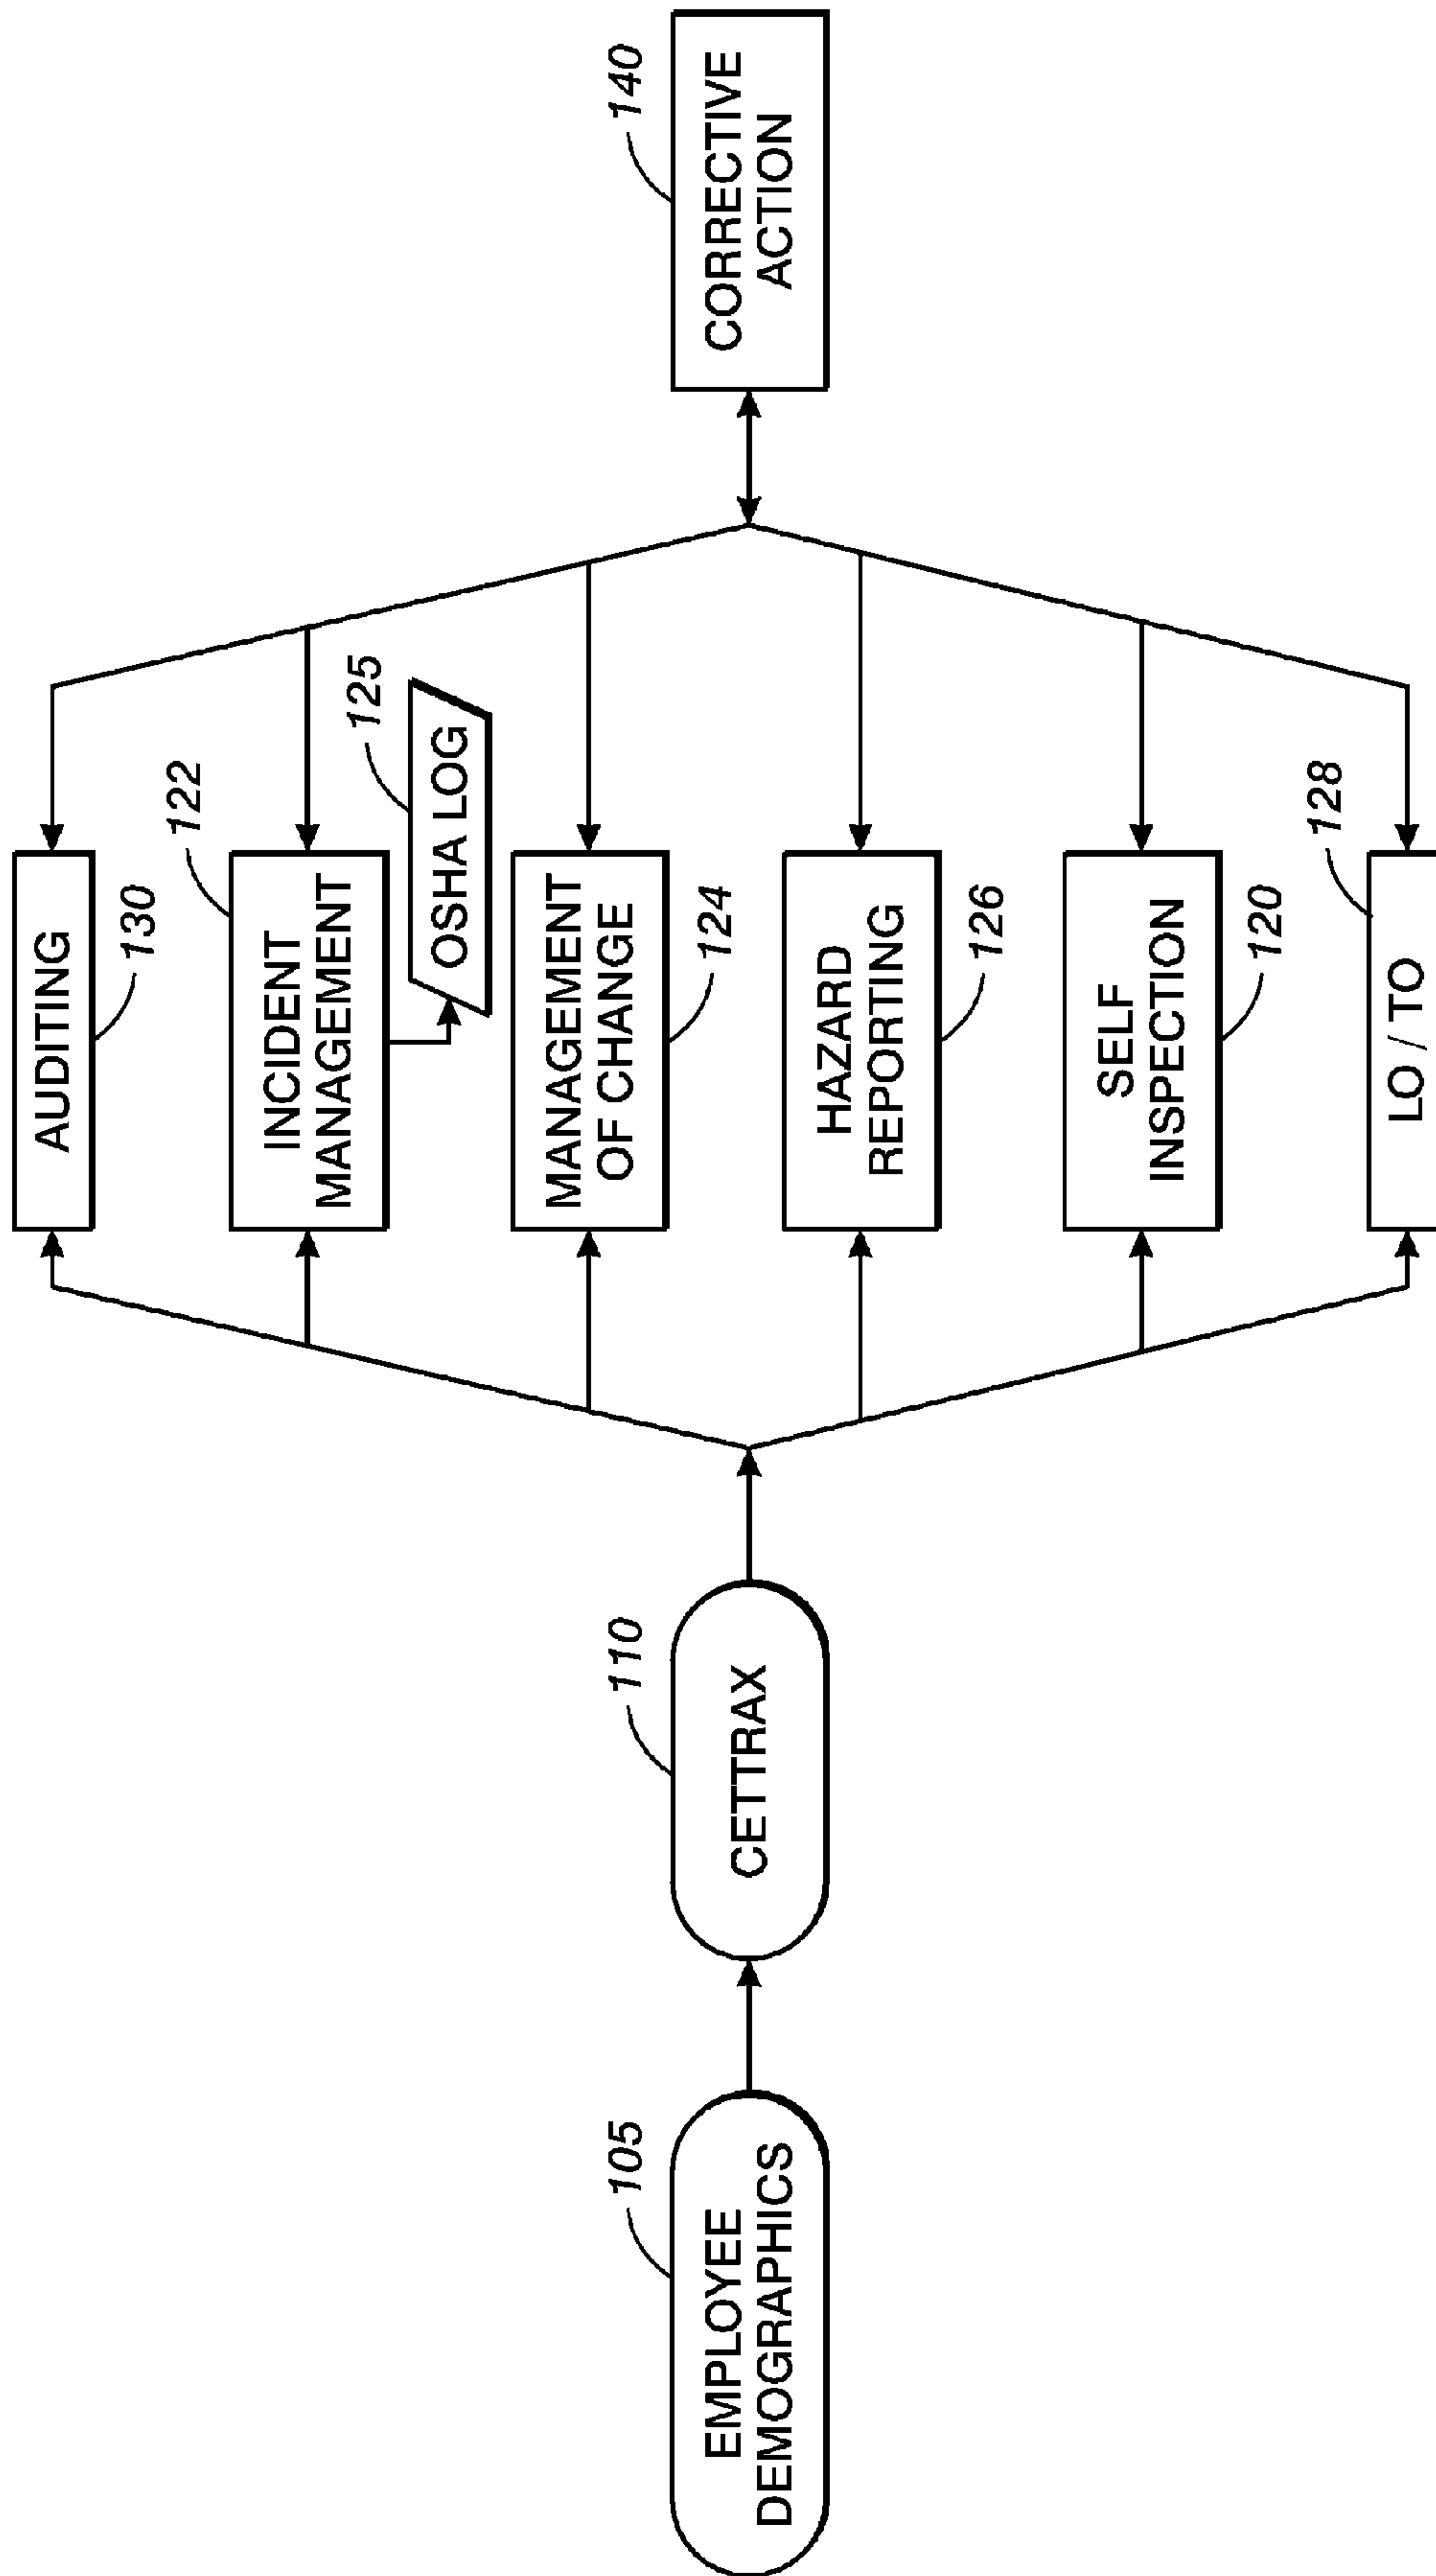 EMPLOYEE
DEMOGRAPHICS
105
CETTRAX
110
AUDITING
130
INCIDENT
MANAGEMENT
122
OSHA LOG
125
MANAGEMENT
OF CHANGE
124
HAZARD
REPORTING
126
SELF
INSPECTION
120
LO / TO
128
CORRECTIVE
ACTION
140